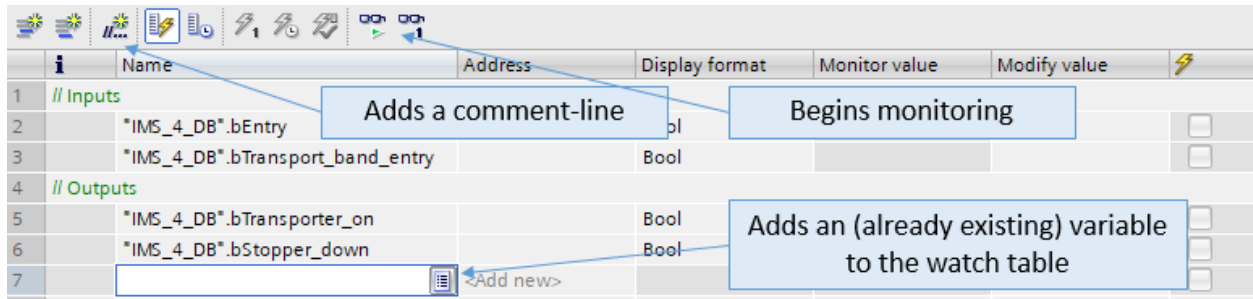 //...
1
1
i Name Address Display format Monitor value Modify value
1 // Inputs
Adds a comment-line
Begins monitoring
2 "IMS_4_DB".bEntry
3 "IMS_4_DB".bTransport_band_entry Bool
4 // Outputs
5 "IMS_4_DB".bTransporter_on Bool
Adds an (already existing) variable
to the watch table
6 "IMS_4_DB".bStopper_down Bool
7 <Add new>